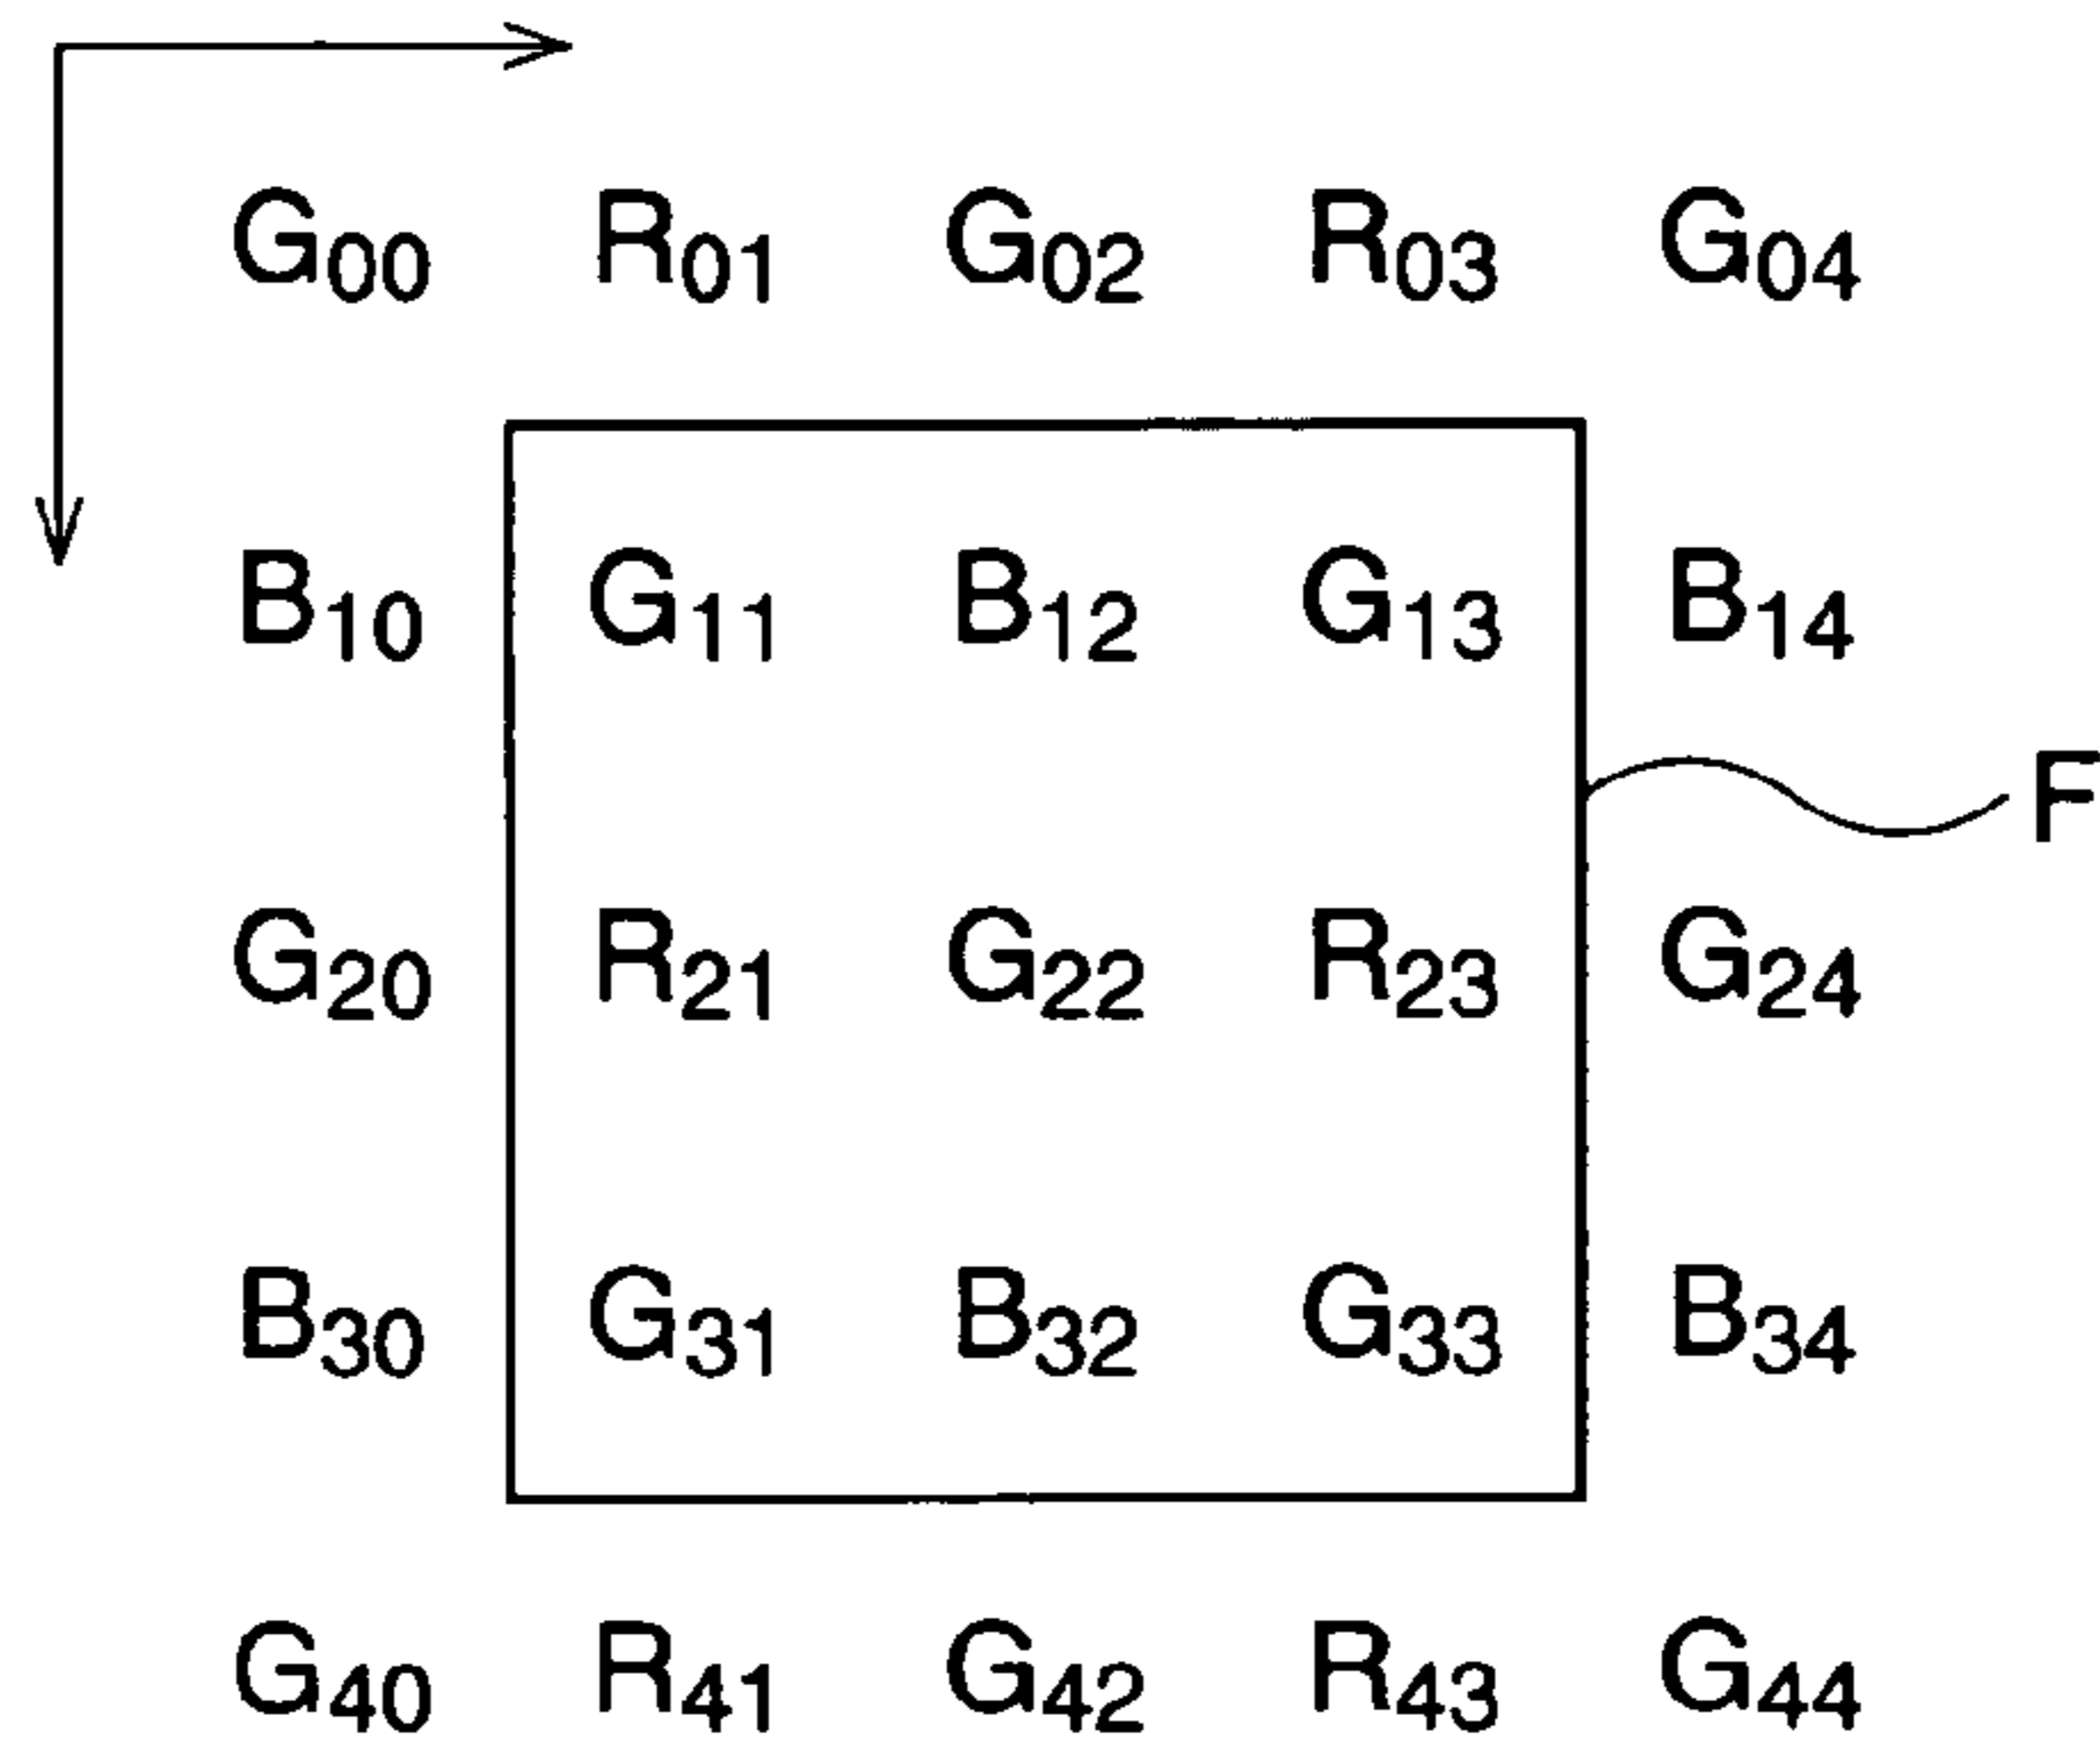 G00 R01 G02 R03 G04
B10 G11 B12 G13 B14
F
G20 R21 G22 R23 G24
B30 G31 B32 G33 B34
G40 R41 G42 R43 G44